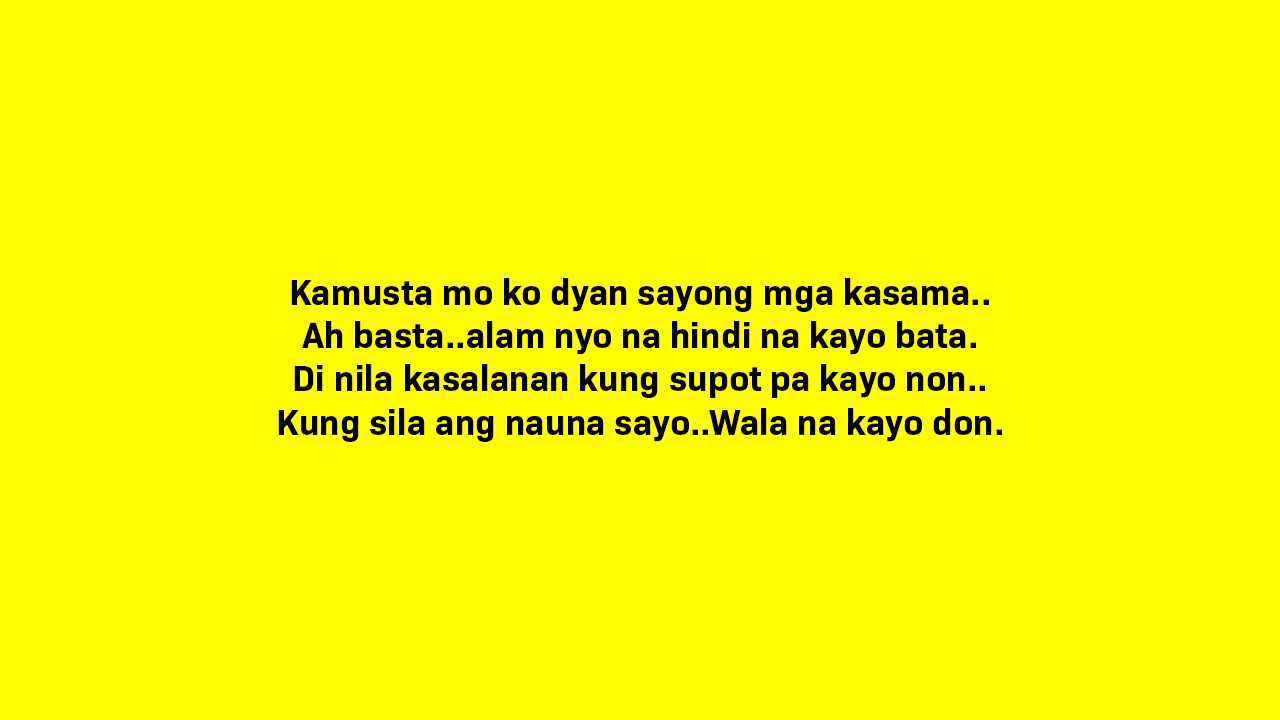 Kamusta mo ko dyan sayong mga kasama..
Ah basta..alam nyo na hindi na kayo bata.
Di nila kasalanan kung supot pa kayo non..
Kung sila ang nauna sayo..Wala na kayo don.